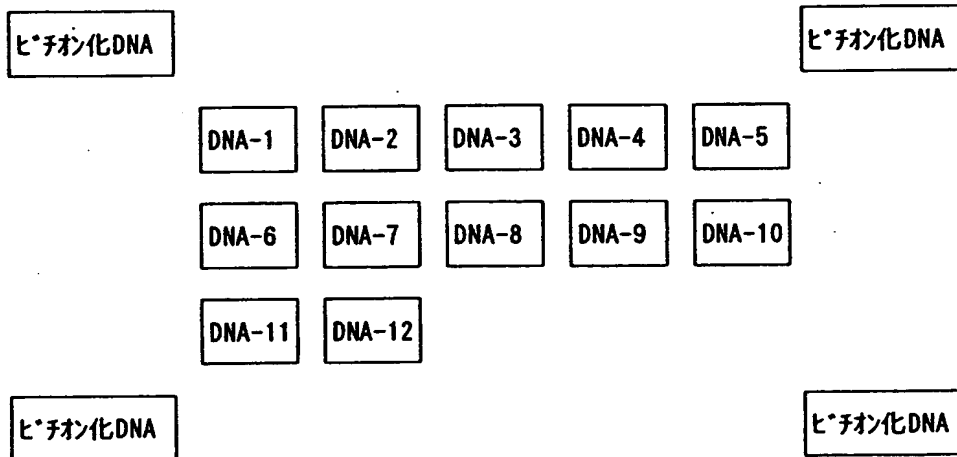 ﾋﾞﾁｵﾝ化DNA ﾋﾞﾁｵﾝ化DNA
DNA-1 DNA-2 DNA-3 DNA-4 DNA-5
DNA-6 DNA-7 DNA-8 DNA-9 DNA-10
DNA-11 DNA-12
ﾋﾞﾁｵﾝ化DNA ﾋﾞﾁｵﾝ化DNA